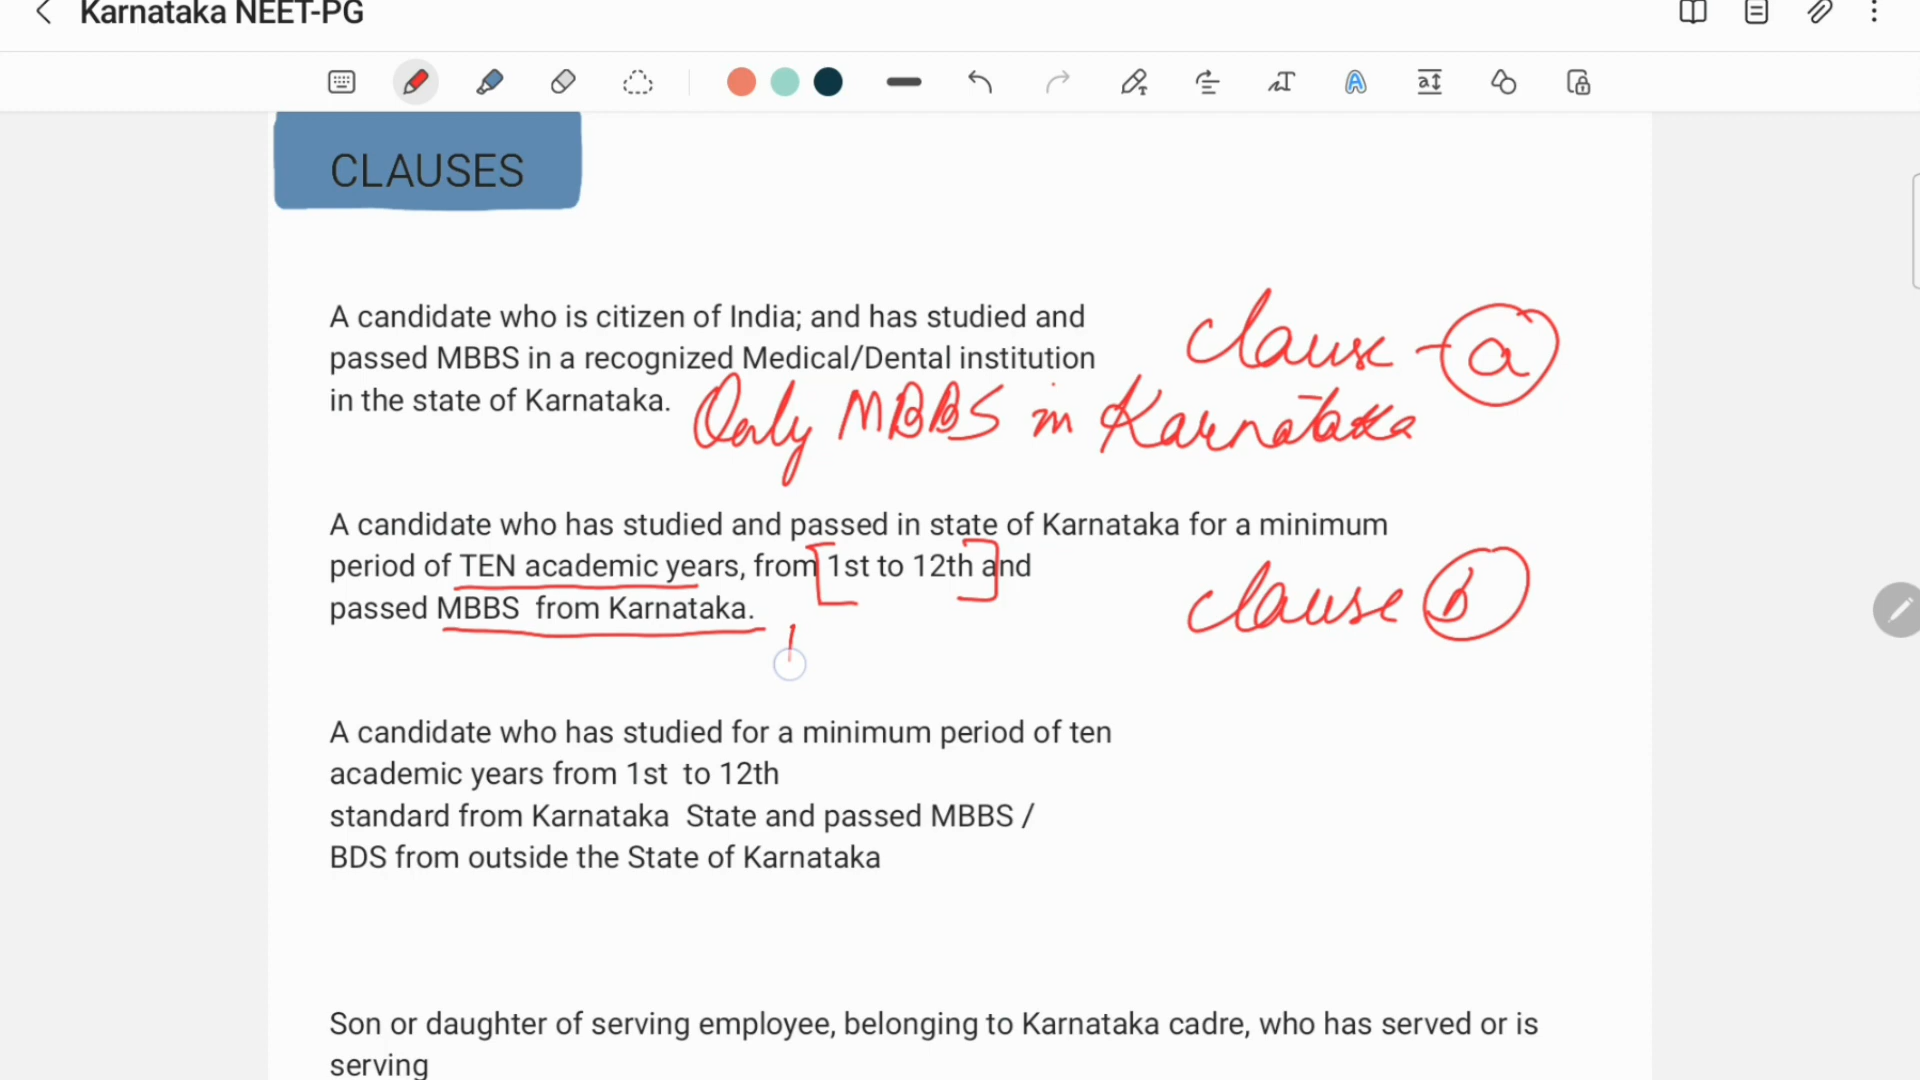 Karnataka NEET-PG
CLAUSES
A candidate who is citizen of India; and has studied and
passed MBBS in a recognized Medical/Dental institution
in the state of Karnataka.
clause - a
Only MBBS in Karnataka
A candidate who has studied and passed in state of Karnataka for a minimum
period of TEN academic years, from 1st to 12th and
passed MBBS from Karnataka.
clause b
A candidate who has studied for a minimum period of ten
academic years from 1st to 12th
standard from Karnataka State and passed MBBS /
BDS from outside the State of Karnataka
Son or daughter of serving employee, belonging to Karnataka cadre, who has served or is
serving